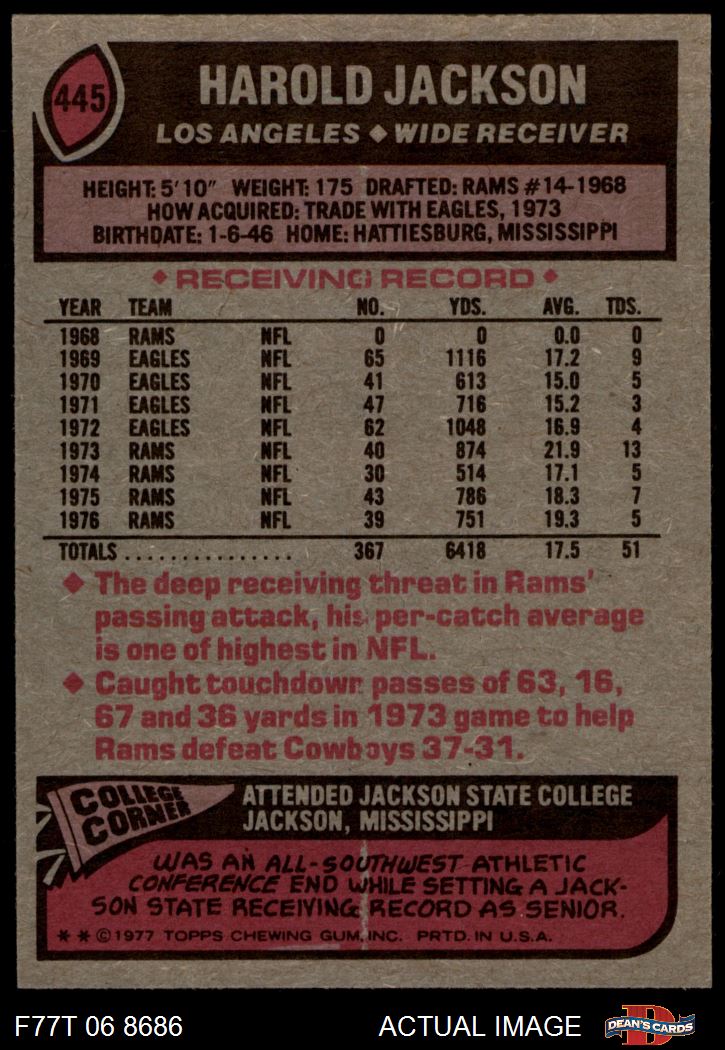 445
HAROLD JACKSON
LOS ANGELES ◆ WIDE RECEIVER
HEIGHT: 5'10" WEIGHT: 175 DRAFTED: RAMS #14-1968
HOW ACQUIRED: TRADE WITH EAGLES, 1973
BIRTHDATE: 1-6-46 HOME: HATTIESBURG, MISSISSIPPI
◆ RECEIVING RECORD ◆
YEAR TEAM NO. YDS. AVG. TDS.
1968 RAMS NFL 0 0 0.0 0
1969 EAGLES NFL 65 1116 17.2 9
1970 EAGLES NFL 41 613 15.0 5
1971 EAGLES NFL 47 716 15.2 3
1972 EAGLES NFL 62 1048 16.9 4
1973 RAMS NFL 40 874 21.9 13
1974 RAMS NFL 30 514 17.1 5
1975 RAMS NFL 43 786 18.3 7
1976 RAMS NFL 39 751 19.3 5
TOTALS ............... 367 6418 17.5 51
◆ The deep receiving threat in Rams'
passing attack, his per-catch average
is one of highest in NFL.
◆ Caught touchdown passes of 63, 16,
67 and 36 yards in 1973 game to help
Rams defeat Cowboys 37-31.
COLLEGE
CORNER
ATTENDED JACKSON STATE COLLEGE
JACKSON, MISSISSIPPI
WAS AN ALL-SOUTHWEST ATHLETIC
CONFERENCE END WHILE SETTING A JACK-
SON STATE RECEIVING RECORD AS SENIOR.
** © 1977 TOPPS CHEWING GUM, INC. PRTD. IN U.S.A.
F77T 06 8686 ACTUAL IMAGE
D
DEAN'S CARDS